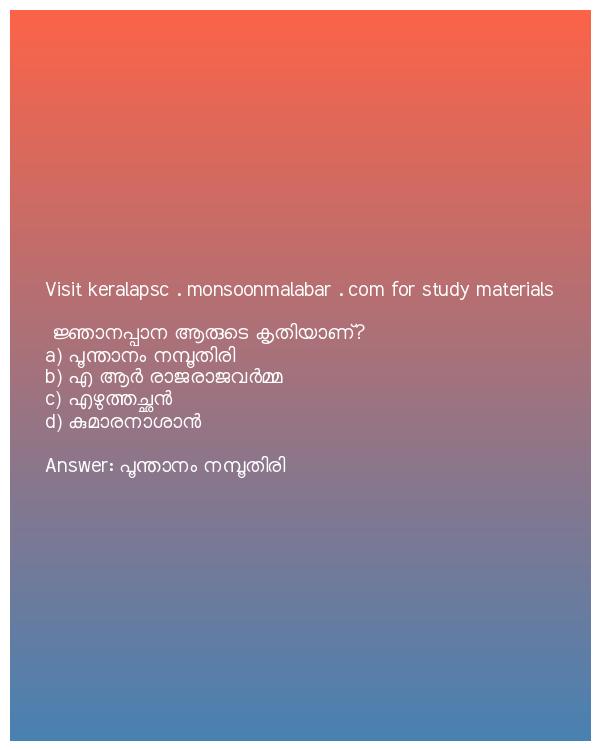 Visit keralapsc . monsoonmalabar . com for study materials
ജ്ഞാനപ്പാന ആരുടെ കൃതിയാണ്?
a) പൂന്താനം നമ്പൂതിരി
b) എ ആർ രാജരാജവർമ്മ
c) എഴുത്തച്ഛൻ
d) കുമാരനാശാൻ
Answer: പൂന്താനം നമ്പൂതിരി